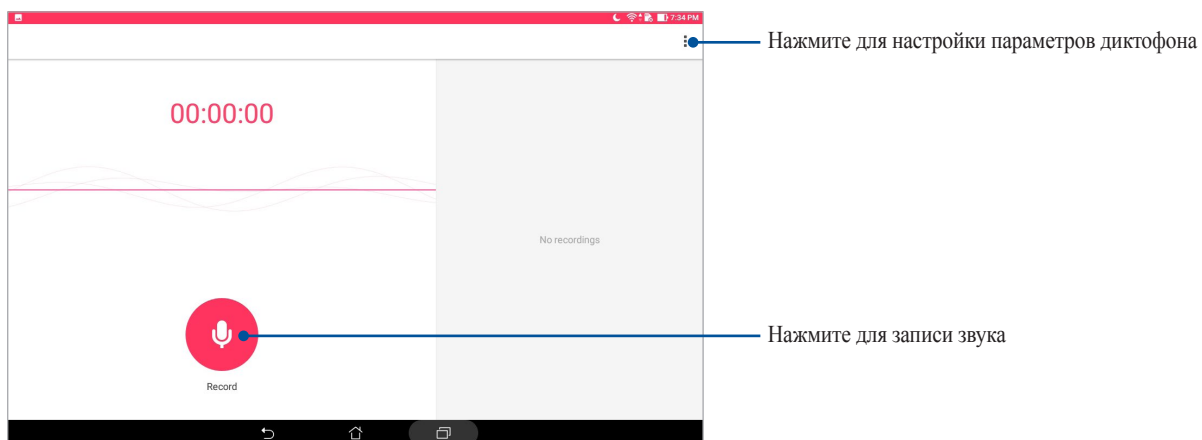 7:34 PM
Нажмите для настройки параметров диктофона
00:00:00
No recordings
Нажмите для записи звука
Record